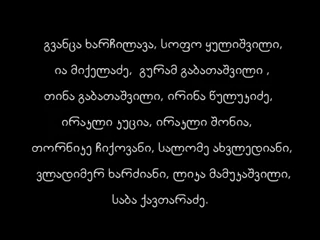 გვანცა ხარჩილავა, სოფო ყულიშვილი,
ია მიქელაძე, გურამ გაბათაშვილი ,
თინა გაბათაშვილი, ირინა წულუკიძე,
ირაკლი კუცია, ირაკლი შონია,
თორნიკე ჩიქოვანი, სალომე ახვლედიანი,
ვლადიმერ ხარძიანი, ლიკა მამუკაშვილი,
საბა ქავთარაძე.